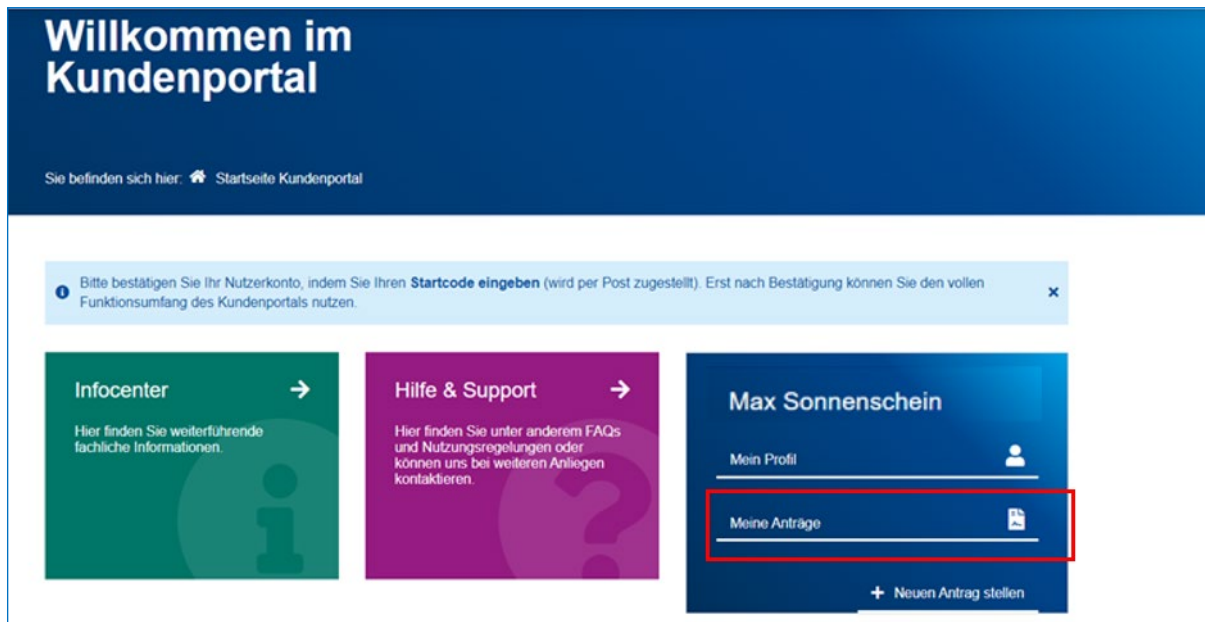 Willkommen im
Kundenportal
Sie befinden sich hier: Startseite Kundenportal
Bitte bestätigen Sie Ihr Nutzerkonto, indem Sie Ihren Startcode eingeben (wird per Post zugestellt). Erst nach Bestätigung können Sie den vollen
Funktionsumfang des Kundenportals nutzen.
Infocenter
Hier finden Sie weiterführende
fachliche Informationen.
Hilfe & Support
Hier finden Sie unter anderem FAQs
und Nutzungsregelungen oder
können uns bei weiteren Anliegen
kontaktieren.
Max Sonnenschein
Mein Profil
Meine Anträge
+ Neuen Antrag stellen